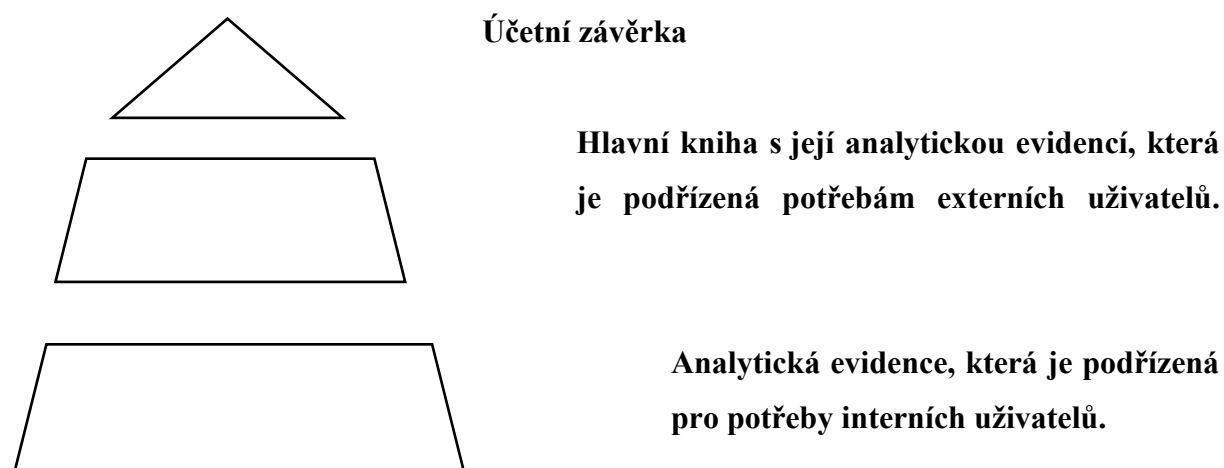 Účetní závěrka
Hlavní kniha s její analytickou evidencí, která
je podřízená potřebám externích uživatelů.
Analytická evidence, která je podřízená
pro potřeby interních uživatelů.